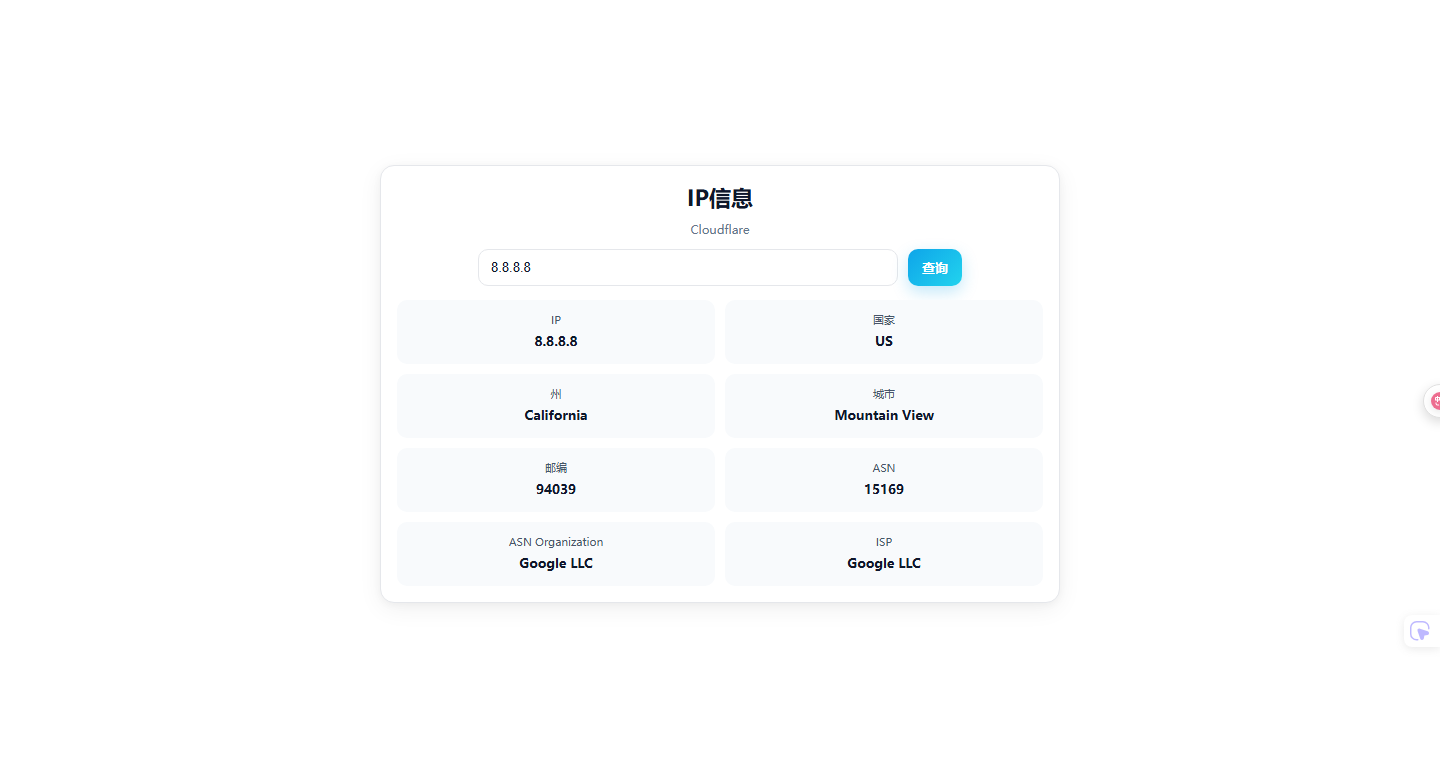 IP信息
Cloudflare
8.8.8.8
查询
IP
8.8.8.8
国家
US
州
California
城市
Mountain View
邮编
94039
ASN
15169
ASN Organization
Google LLC
ISP
Google LLC